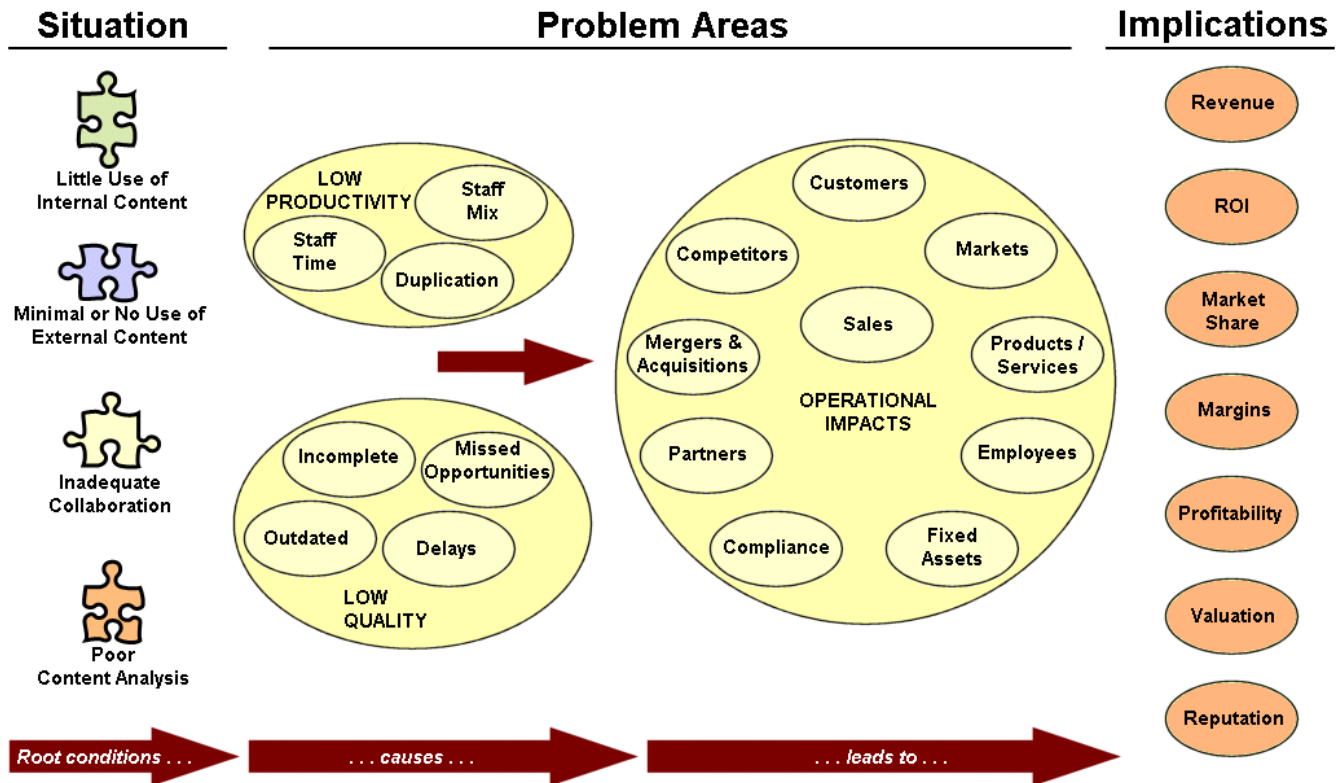 Situation
Problem Areas
Implications
Little Use of
Internal Content
Minimal or No Use of
External Content
Inadequate
Collaboration
Poor
Content Analysis
LOW
PRODUCTIVITY
Staff
Mix
Staff
Time
Duplication
Incomplete
Missed
Opportunities
Outdated
Delays
LOW
QUALITY
Customers
Competitors
Markets
Sales
Mergers &
Acquisitions
Products /
Services
OPERATIONAL
IMPACTS
Partners
Employees
Compliance
Fixed
Assets
Revenue
ROI
Market
Share
Margins
Profitability
Valuation
Reputation
Root conditions . . .
. . . causes . . .
. . . leads to . . .